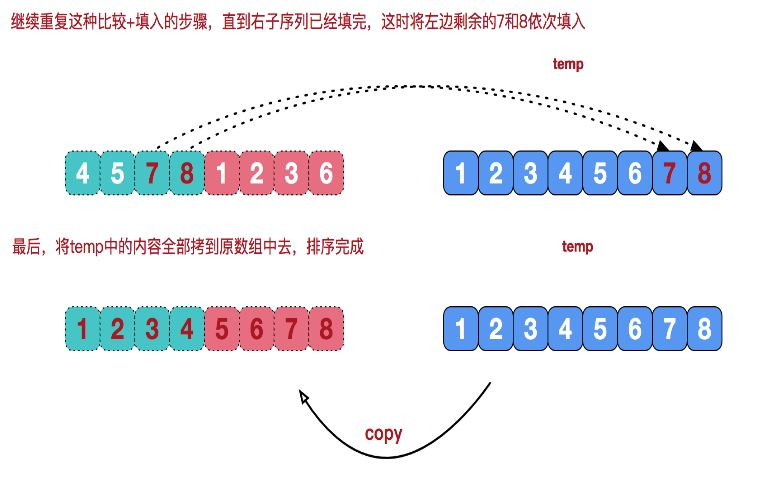 继续重复这种比较+填入的步骤，直到右子序列已经填完，这时将左边剩余的7和8依次填入
temp
4 5 7 8 1 2 3 6
1 2 3 4 5 6 7 8
最后，将temp中的内容全部拷到原数组中去，排序完成
temp
1 2 3 4 5 6 7 8
1 2 3 4 5 6 7 8
copy